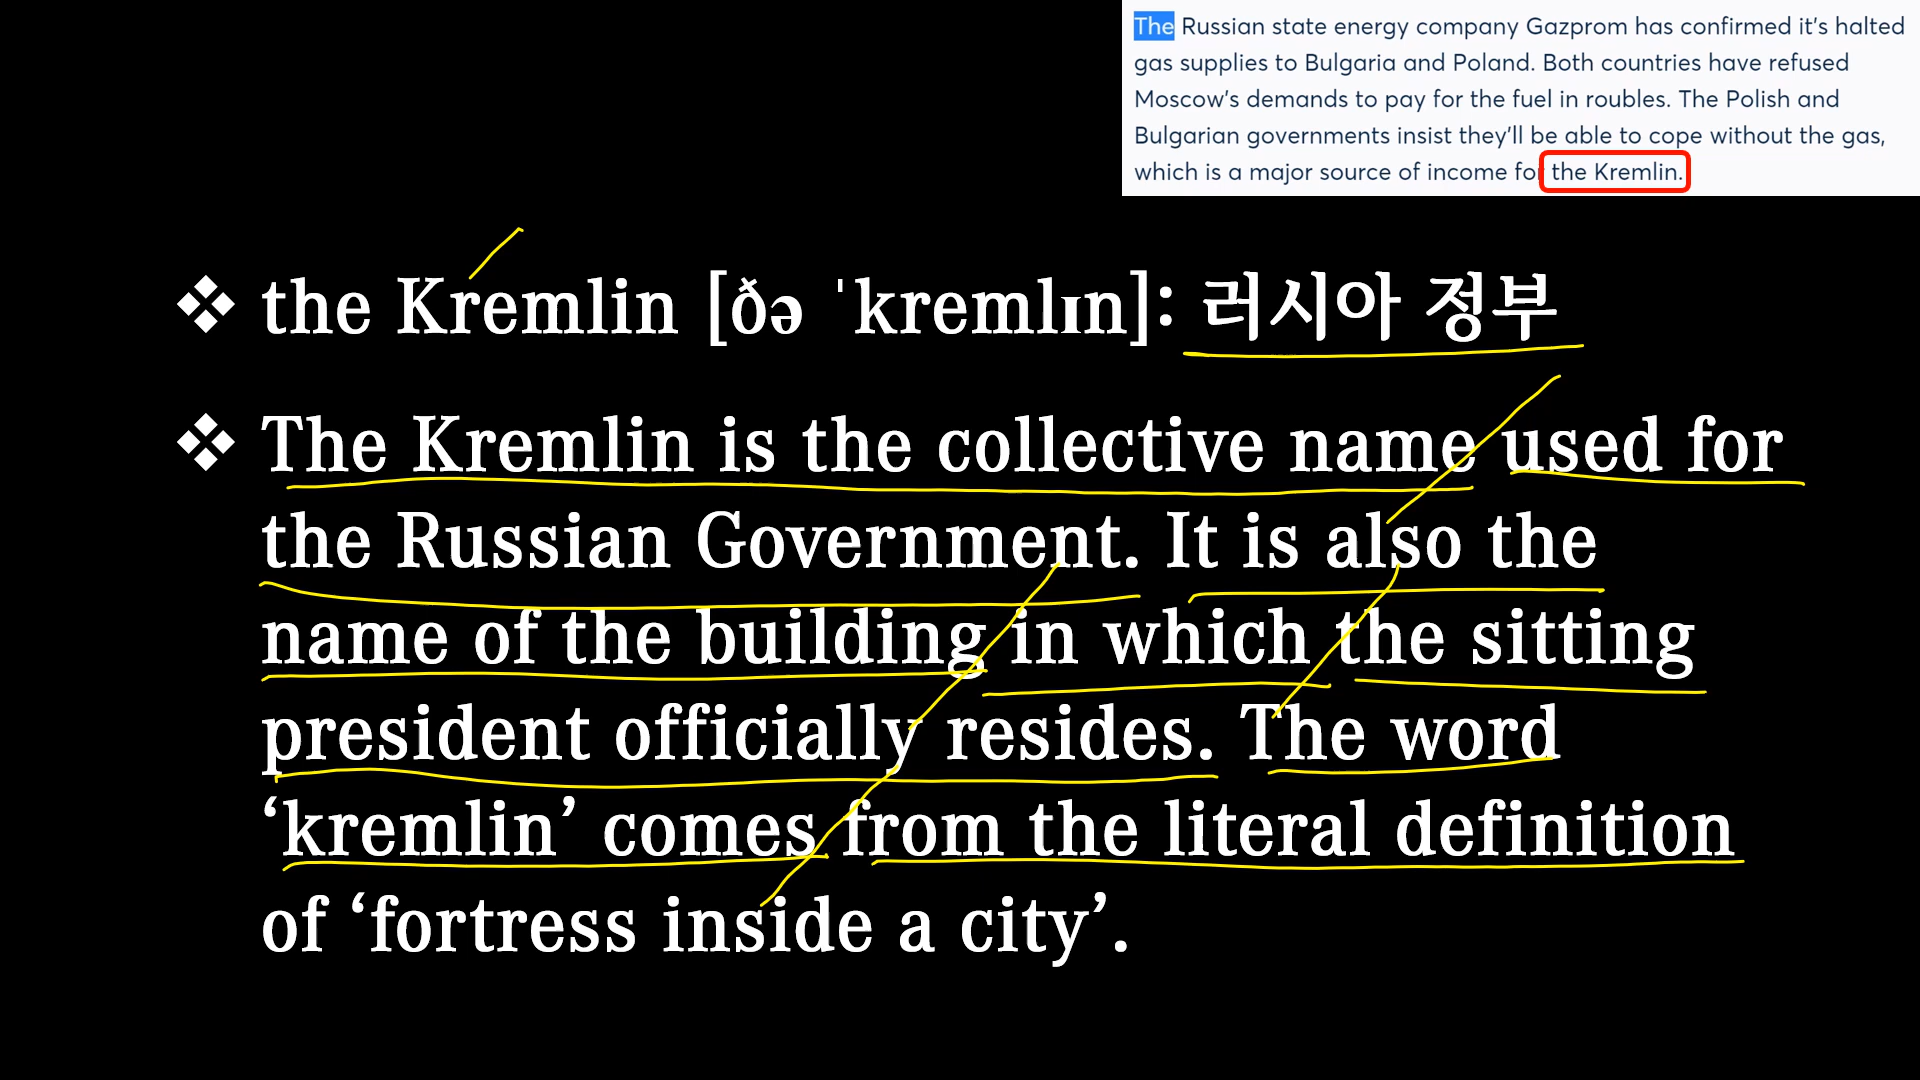 The Russian state energy company Gazprom has confirmed it's halted
gas supplies to Bulgaria and Poland. Both countries have refused
Moscow's demands to pay for the fuel in roubles. The Polish and
Bulgarian governments insist they'll be able to cope without the gas,
which is a major source of income for the Kremlin.
❖ the Kremlin [ðə ˈkremlɪn]: 러시아 정부
❖ The Kremlin is the collective name used for
the Russian Government. It is also the
name of the building in which the sitting
president officially resides. The word
‘kremlin’ comes from the literal definition
of ‘fortress inside a city’.